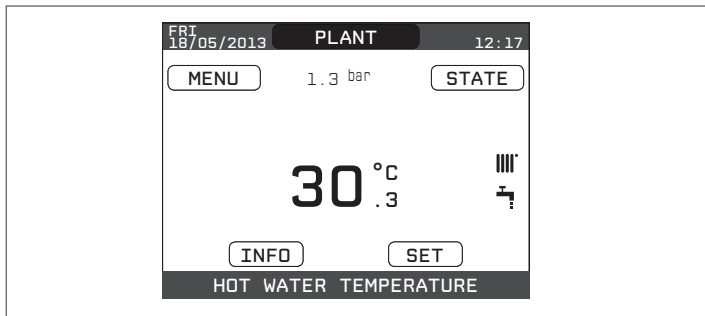 FRI
18/05/2013 PLANT 12:17
MENU 1.3 bar STATE
30.3 °C
INFO SET
HOT WATER TEMPERATURE